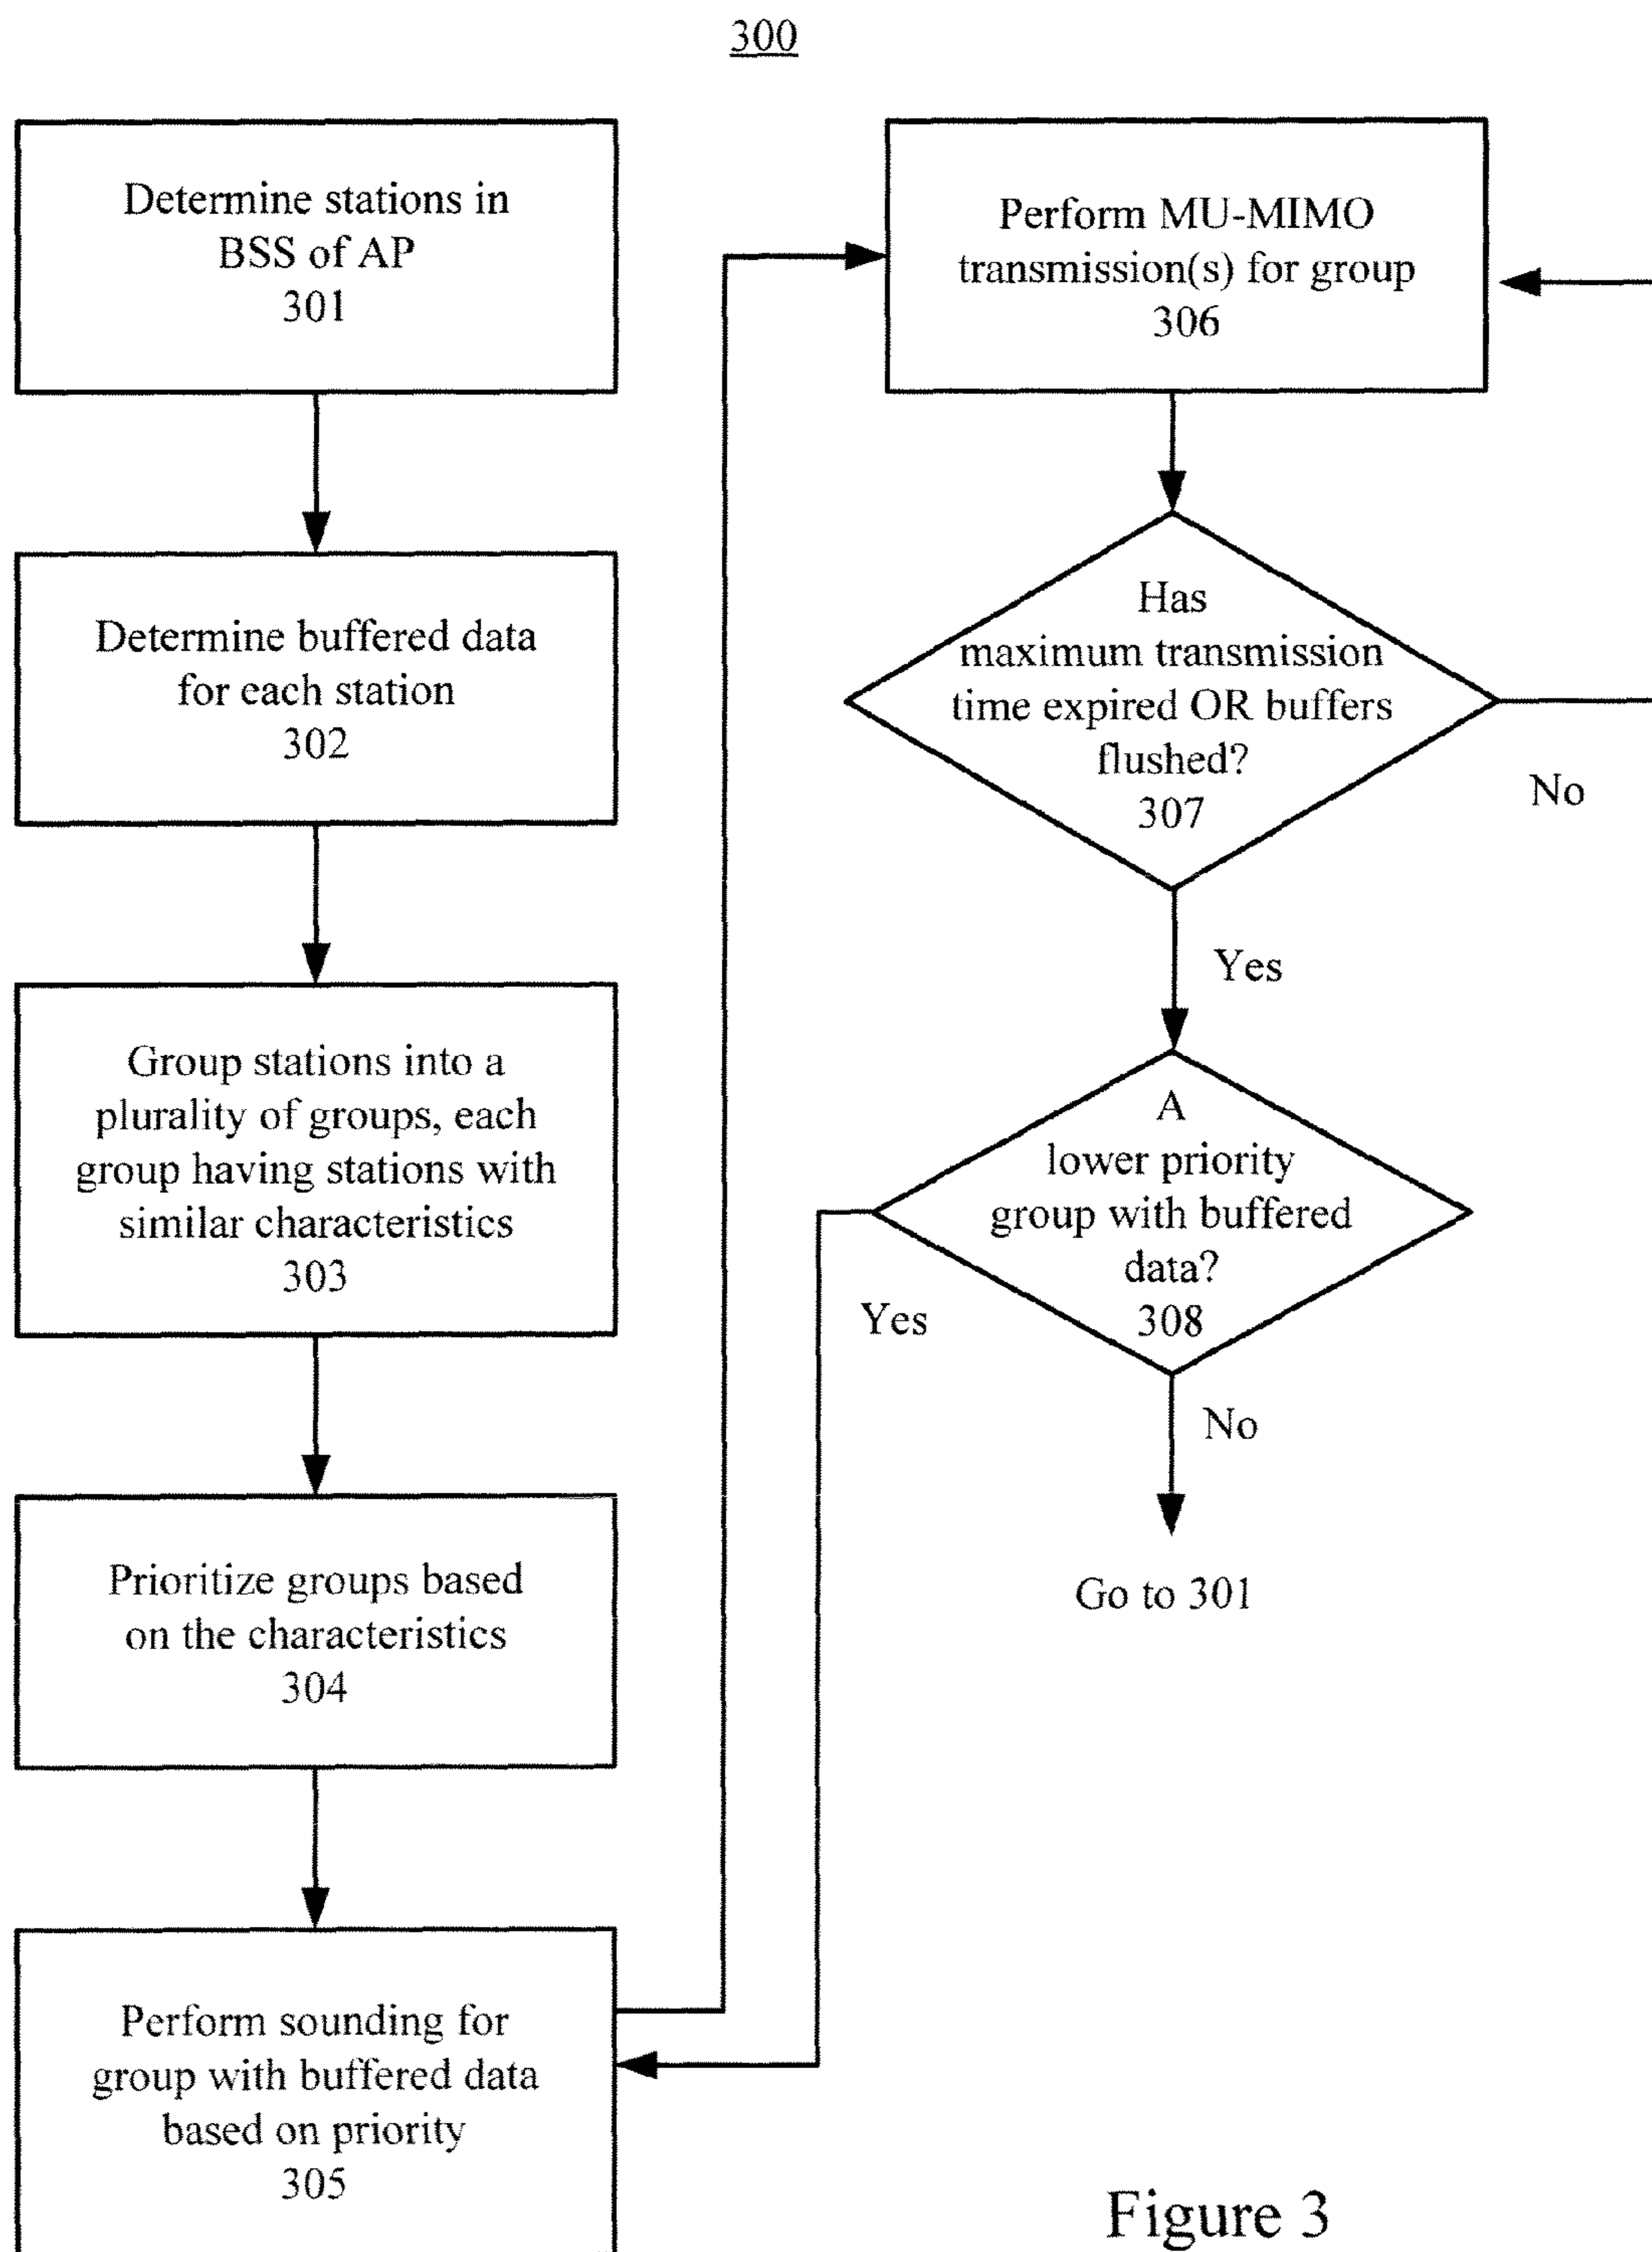 300
Determine stations in
BSS of AP
301
Determine buffered data
for each station
302
Group stations into a
plurality of groups, each
group having stations with
similar characteristics
303
Prioritize groups based
on the characteristics
304
Perform sounding for
group with buffered data
based on priority
305
Perform MU-MIMO
transmission(s) for group
306
Has
maximum transmission
time expired OR buffers
flushed?
307
No
Yes
A
lower priority
group with buffered
data?
308
Yes
No
Go to 301
Figure 3